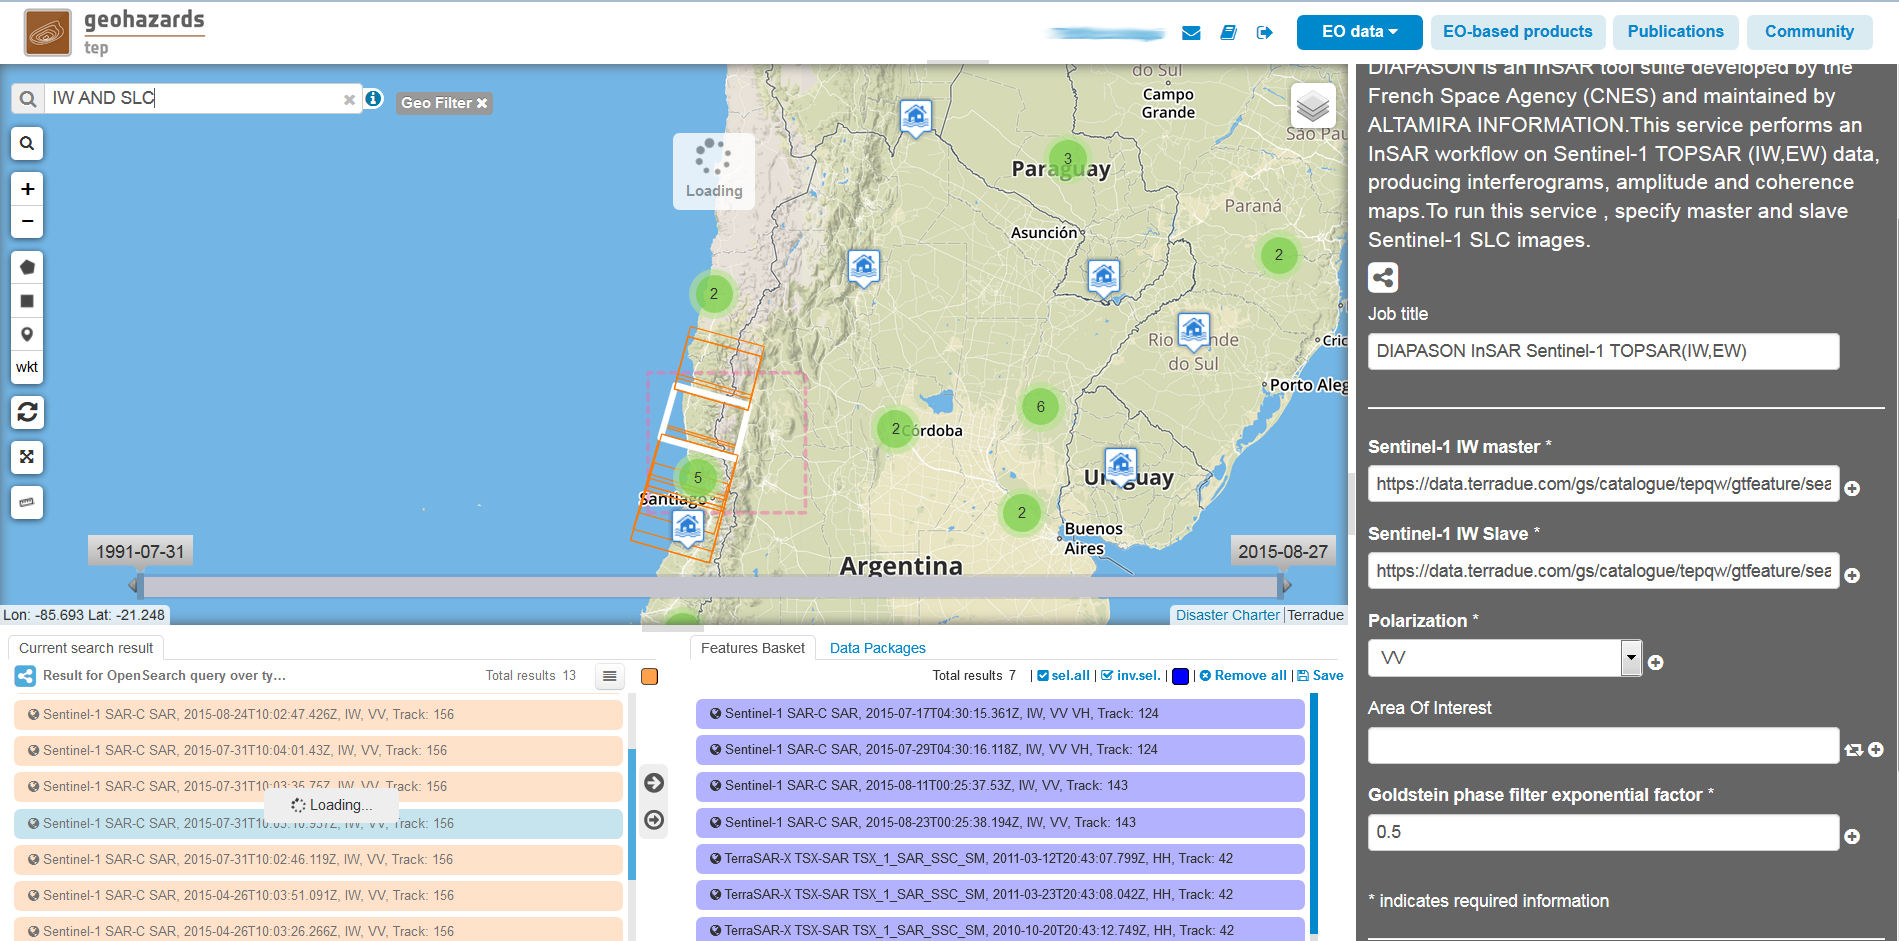 geohazards
tep
EO data
EO-based products
Publications
Community
IW AND SLC
Geo Filter
wkt
Loading
do Sul
Campo
Grande
São Pau
Paraguay
3
Paraná
Asunción
2
2
Rio
nde
do Sul
Cric
Porto Aleg
6
2
Córdoba
5
Santiago
Uruguay
2
Buenos
Aires
Argentina
1991-07-31
2015-08-27
Lon: -85.693 Lat: -21.248
Disaster Charter | Terradue
Current search result
Result for OpenSearch query over ty...
Total results 13
Sentinel-1 SAR-C SAR, 2015-08-24T10:02:47.426Z, IW, VV, Track: 156
Sentinel-1 SAR-C SAR, 2015-07-31T10:04:01.43Z, IW, VV, Track: 156
Sentinel-1 SAR-C SAR, 2015-07-31T10:03:35.75Z, IW, VV, Track: 156
Loading...
Sentinel-1 SAR-C SAR, 2015-07-31T10:03:10.937Z, IW, VV, Track: 156
Sentinel-1 SAR-C SAR, 2015-07-31T10:02:46.119Z, IW, VV, Track: 156
Sentinel-1 SAR-C SAR, 2015-04-26T10:03:51.091Z, IW, VV, Track: 156
Sentinel-1 SAR-C SAR, 2015-04-26T10:03:26.266Z, IW, VV, Track: 156
Features Basket
Data Packages
Total results 7 | sel.all | inv.sel. | Remove all | Save
Sentinel-1 SAR-C SAR, 2015-07-17T04:30:15.361Z, IW, VV VH, Track: 124
Sentinel-1 SAR-C SAR, 2015-07-29T04:30:16.118Z, IW, VV VH, Track: 124
Sentinel-1 SAR-C SAR, 2015-08-11T00:25:37.53Z, IW, VV, Track: 143
Sentinel-1 SAR-C SAR, 2015-08-23T00:25:38.194Z, IW, VV, Track: 143
TerraSAR-X TSX-SAR TSX_1_SAR_SSC_SM, 2011-03-12T20:43:07.799Z, HH, Track: 42
TerraSAR-X TSX-SAR TSX_1_SAR_SSC_SM, 2011-03-23T20:43:08.042Z, HH, Track: 42
TerraSAR-X TSX-SAR TSX_1_SAR_SSC_SM, 2010-10-20T20:43:12.749Z, HH, Track: 42
DIAPASON is an InSAR tool suite developed by the
French Space Agency (CNES) and maintained by
ALTAMIRA INFORMATION.This service performs an
InSAR workflow on Sentinel-1 TOPSAR (IW,EW) data,
producing interferograms, amplitude and coherence
maps.To run this service , specify master and slave
Sentinel-1 SLC images.
Job title
DIAPASON InSAR Sentinel-1 TOPSAR(IW,EW)
Sentinel-1 IW master *
https://data.terradue.com/gs/catalogue/tepqw/gtfeature/sea
Sentinel-1 IW Slave *
https://data.terradue.com/gs/catalogue/tepqw/gtfeature/sea
Polarization *
VV
Area Of Interest
Goldstein phase filter exponential factor *
0.5
* indicates required information